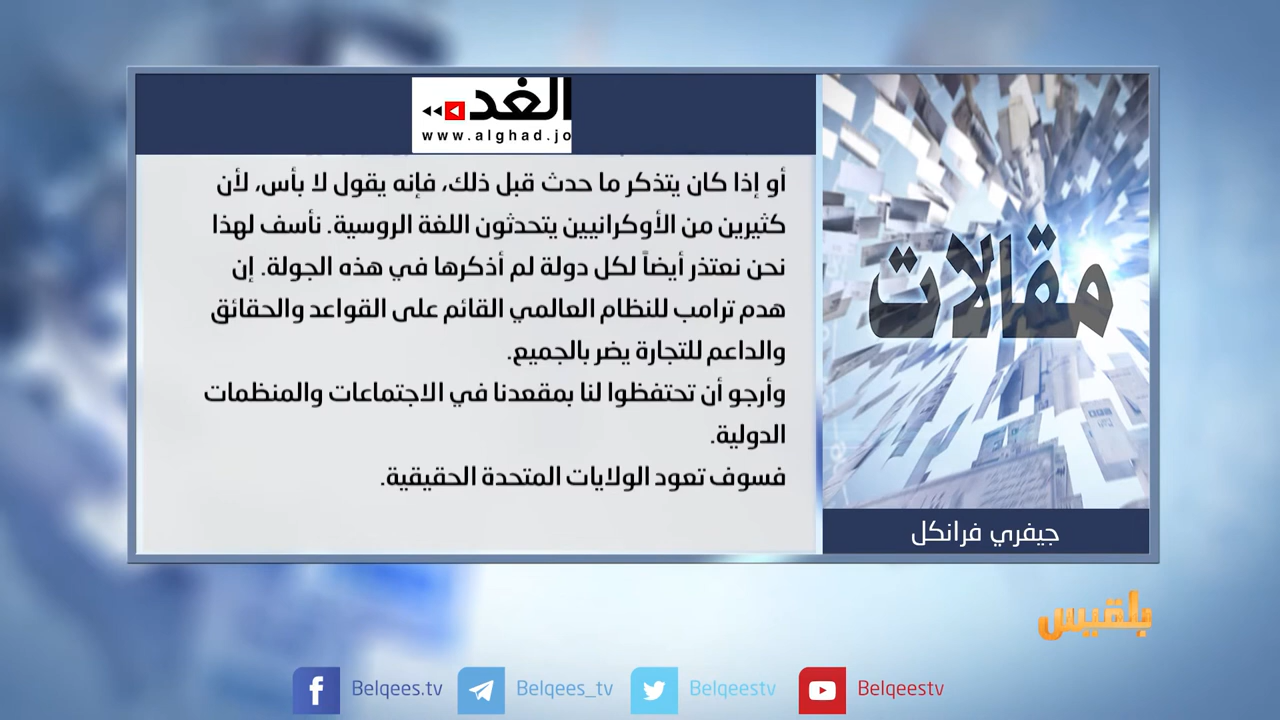 الغد
www.alghad.jo
أو إذا كان يتذكر ما حدث قبل ذلك، فإنه يقول لا بأس، لأن
كثيرين من الأوكرانيين يتحدثون اللغة الروسية. نأسف لهذا
نحن نعتذر أيضاً لكل دولة لم أذكرها في هذه الجولة. إن
هدم ترامب للنظام العالمي القائم على القواعد والحقائق
والداعم للتجارة يضر بالجميع.
وأرجو أن تحتفظوا لنا بمقعدنا في الاجتماعات والمنظمات
الدولية.
فسوف تعود الولايات المتحدة الحقيقية.
مقالات
جيفري فرانكل
بلقيس
Belqees.tv
Belqees_tv
Belqeestv
Belqeestv